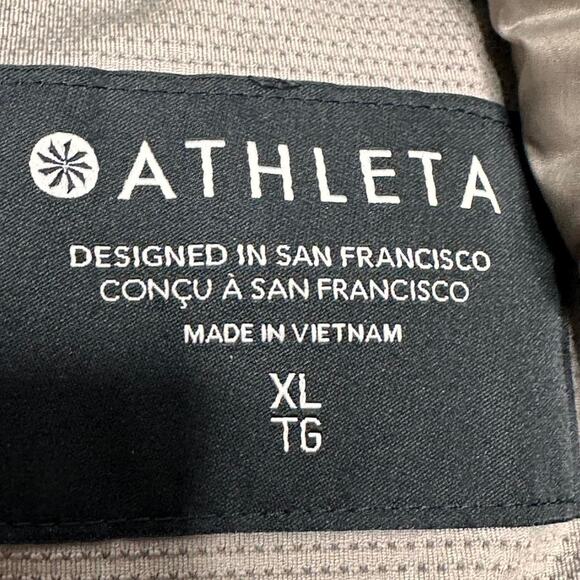 ATHLETA
DESIGNED IN SAN FRANCISCO
CONÇU À SAN FRANCISCO
MADE IN VIETNAM
XL
TG